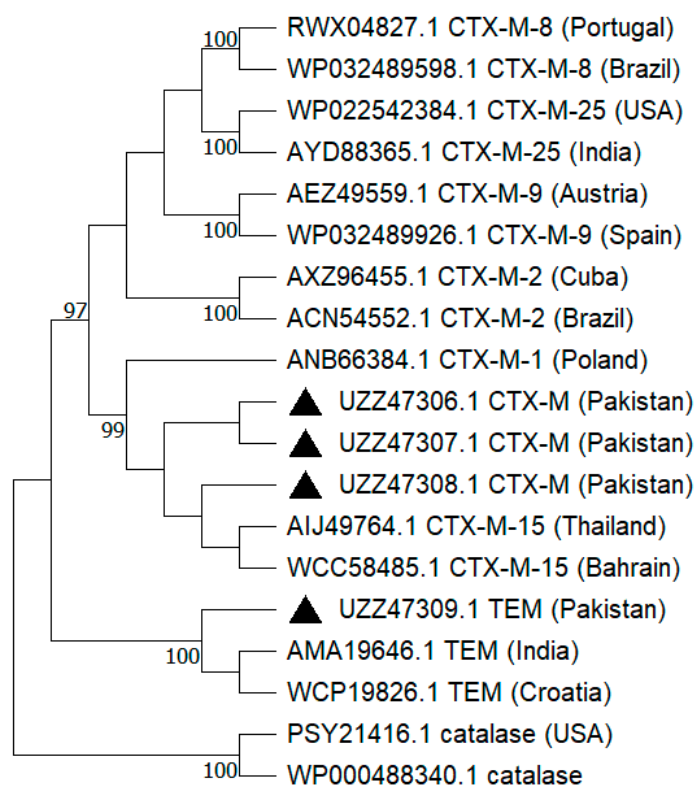 100
RWX04827.1 CTX-M-8 (Portugal)
WP032489598.1 CTX-M-8 (Brazil)
WP022542384.1 CTX-M-25 (USA)
100
AYD88365.1 CTX-M-25 (India)
AEZ49559.1 CTX-M-9 (Austria)
100
WP032489926.1 CTX-M-9 (Spain)
AXZ96455.1 CTX-M-2 (Cuba)
97
100
ACN54552.1 CTX-M-2 (Brazil)
ANB66384.1 CTX-M-1 (Poland)
UZZ47306.1 CTX-M (Pakistan)
99
UZZ47307.1 CTX-M (Pakistan)
UZZ47308.1 CTX-M (Pakistan)
AIJ49764.1 CTX-M-15 (Thailand)
WCC58485.1 CTX-M-15 (Bahrain)
UZZ47309.1 TEM (Pakistan)
100
AMA19646.1 TEM (India)
WCP19826.1 TEM (Croatia)
PSY21416.1 catalase (USA)
100
WP000488340.1 catalase